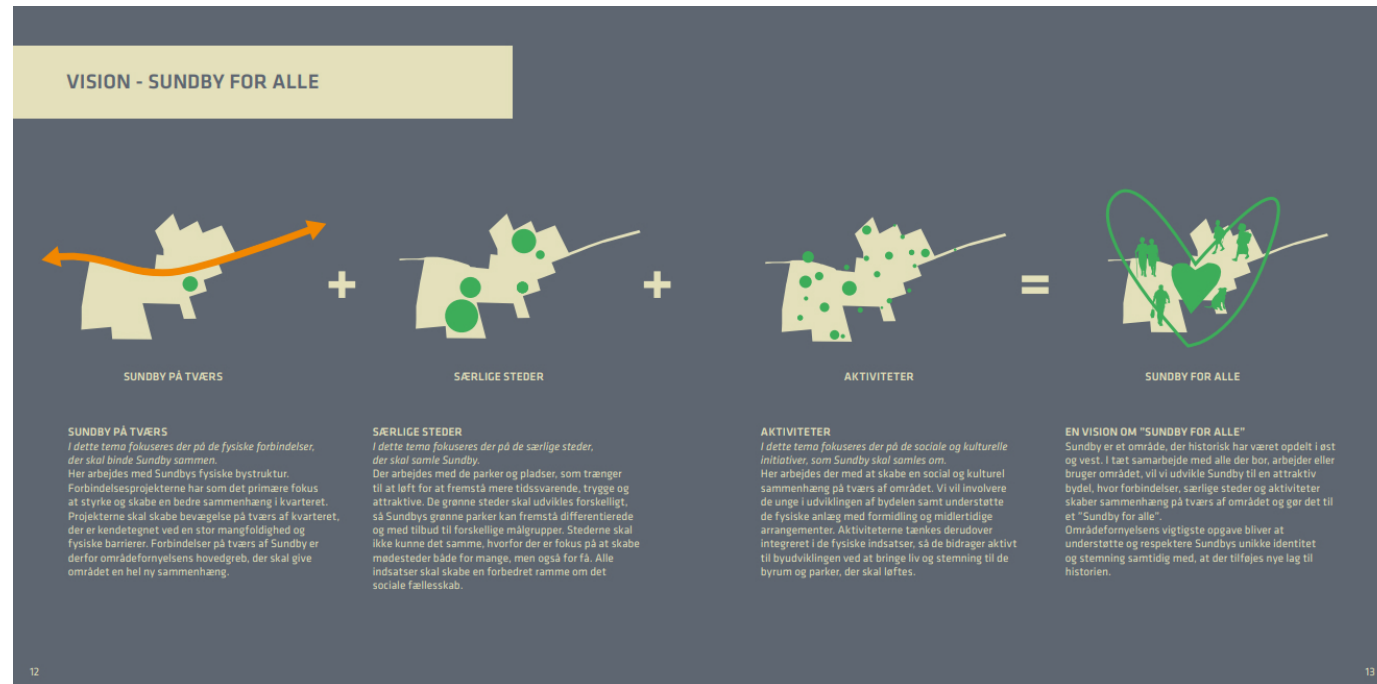 VISION - SUNDBY FOR ALLE
+
+
=
SUNDBY PÅ TVÆRS
SÆRLIGE STEDER
AKTIVITETER
SUNDBY FOR ALLE
SUNDBY PÅ TVÆRS
I dette tema fokuseres der på de fysiske forbindelser,
der skal binde Sundby sammen.
Her arbejdes med Sundbys fysiske bystruktur.
Forbindelsesprojekterne har som det primære fokus
at styrke og skabe en bedre sammenhæng i kvarteret.
Projekterne skal skabe bevægelse på tværs af kvarteret,
der er kendetegnet ved en stor mangfoldighed og
fysiske barrierer. Forbindelser på tværs af Sundby er
derfor områdefornyelsens hovedgreb, der skal give
området en hel ny sammenhæng.
SÆRLIGE STEDER
I dette tema fokuseres der på de særlige steder,
der skal samle Sundby.
Der arbejdes med de parker og pladser, som trænger
til at løft for at fremstå mere tidssvarende, trygge og
attraktive. De grønne steder skal udvikles forskelligt,
så Sundbys grønne parker kan fremstå differentierede
og med tilbud til forskellige målgrupper. Stederne skal
ikke kunne det samme, hvorfor der er fokus på at skabe
mødesteder både for mange, men også for få. Alle
indsatser skal skabe en forbedret ramme om det
sociale fællesskab.
AKTIVITETER
I dette tema fokuseres der på de sociale og kulturelle
initiativer, som Sundby skal samles om.
Her arbejdes der med at skabe en social og kulturel
sammenhæng på tværs af området. Vi vil involvere
de unge i udviklingen af bydelen samt understøtte
de fysiske anlæg med formidling og midlertidige
arrangementer. Aktiviteterne tænkes derudover
integreret i de fysiske indsatser, så de bidrager aktivt
til byudviklingen ved at bringe liv og stemning til de
byrum og parker, der skal løftes.
EN VISION OM "SUNDBY FOR ALLE"
Sundby er et område, der historisk har været opdelt i øst
og vest. I tæt samarbejde med alle der bor, arbejder eller
bruger området, vil vi udvikle Sundby til en attraktiv
bydel, hvor forbindelser, særlige steder og aktiviteter
skaber sammenhæng på tværs af området og gør det til
et "Sundby for alle".
Områdefornyelsens vigtigste opgave bliver at
understøtte og respektere Sundbys unikke identitet
og stemning samtidig med, at der tilføjes nye lag til
historien.
12
13